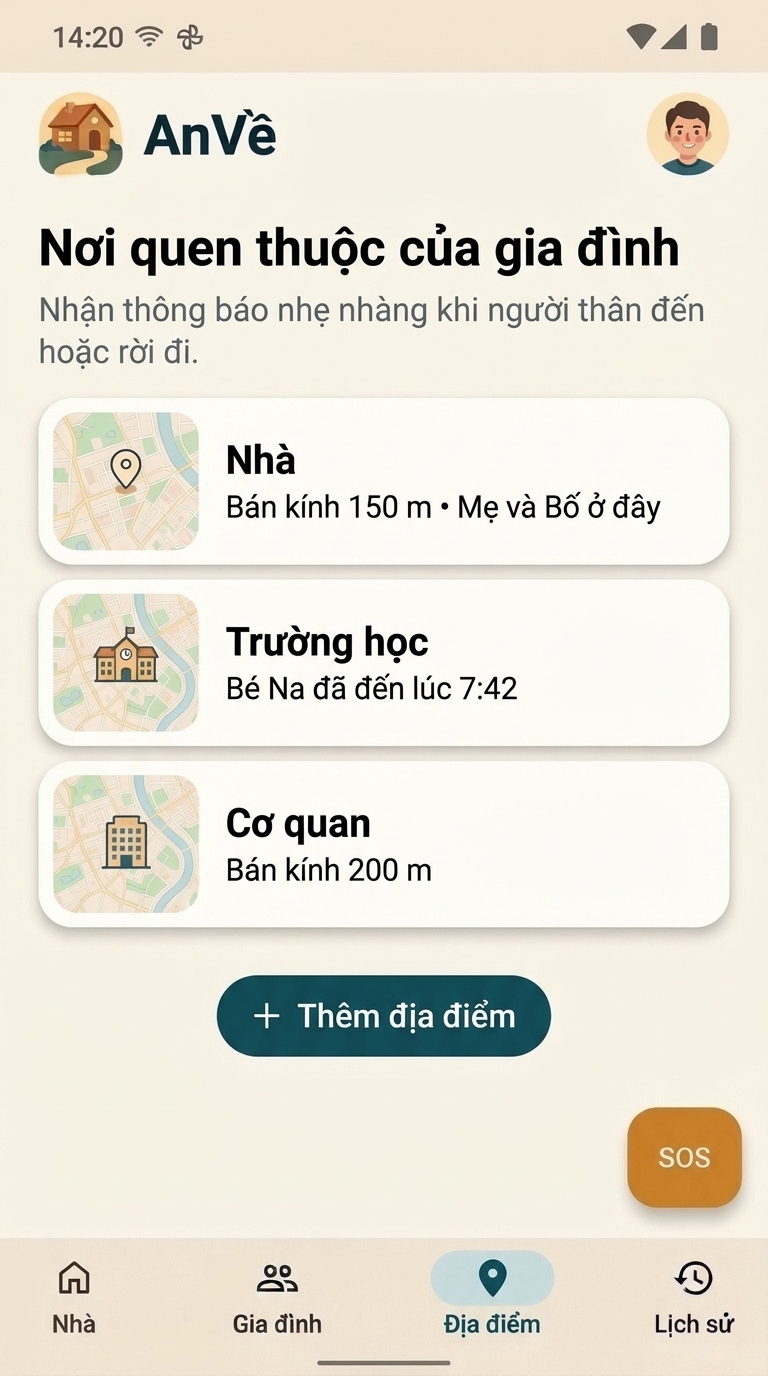 14:20
AnVề
Nơi quen thuộc của gia đình
Nhận thông báo nhẹ nhàng khi người thân đến
hoặc rời đi.
Nhà
Bán kính 150 m • Mẹ và Bố ở đây
Trường học
Bé Na đã đến lúc 7:42
Cơ quan
Bán kính 200 m
+ Thêm địa điểm
SOS
Nhà
Gia đình
Địa điểm
Lịch sử